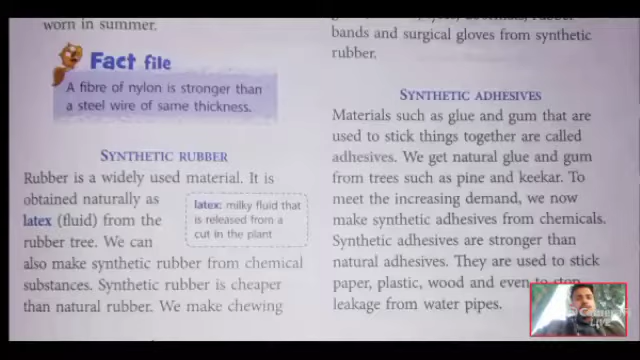 worn in summer.
Fact file
A fibre of nylon is stronger than
a steel wire of same thickness.
SYNTHETIC RUBBER
Rubber is a widely used material. It is
obtained naturally as
latex (fluid) from the
rubber tree. We can
latex: milky fluid that
is released from a
cut in the plant
also make synthetic rubber from chemical
substances. Synthetic rubber is cheaper
than natural rubber. We make chewing
rubber
bands and surgical gloves from synthetic
rubber.
SYNTHETIC ADHESIVES
Materials such as glue and gum that are
used to stick things together are called
adhesives. We get natural glue and gum
from trees such as pine and keekar. To
meet the increasing demand, we now
make synthetic adhesives from chemicals.
Synthetic adhesives are stronger than
natural adhesives. They are used to stick
paper, plastic, wood and even to stop
leakage from water pipes.
LIVE